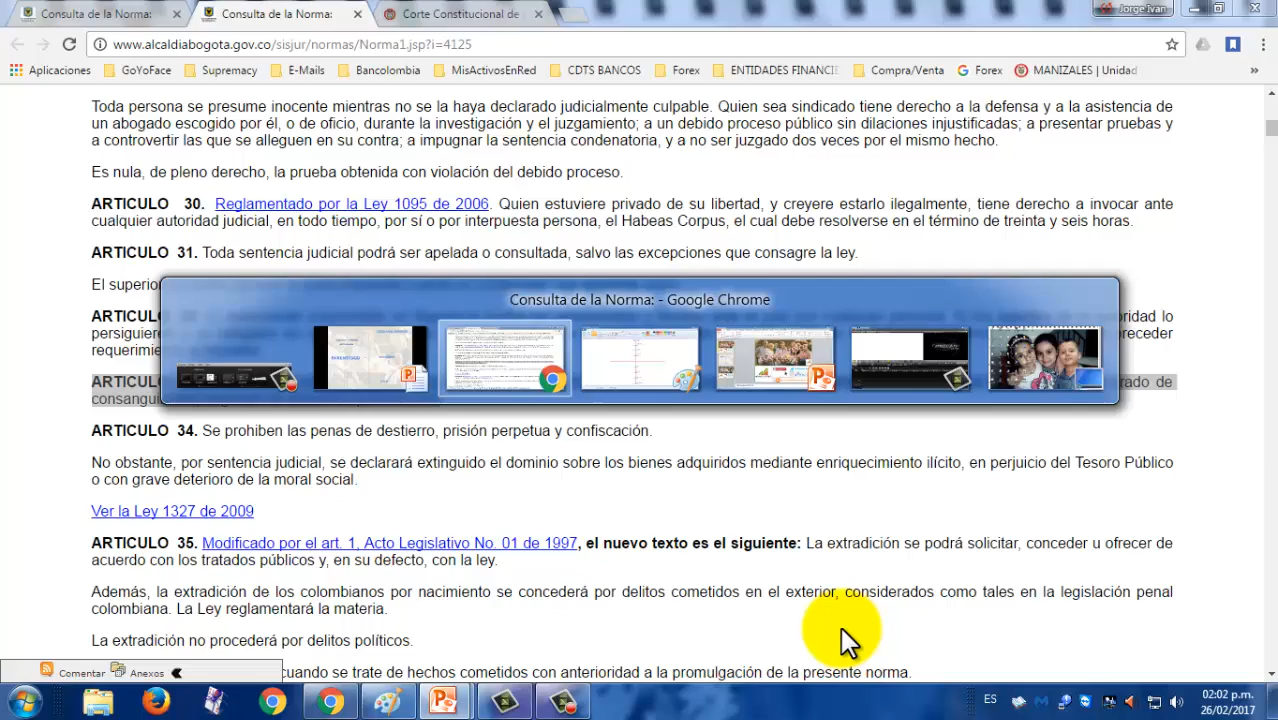 Consulta de la Norma:
Consulta de la Norma:
Corte Constitucional de
Jorge Ivan
www.alcaldiabogota.gov.co/sisjur/normas/Norma1.jsp?i=4125
Aplicaciones GoYoFace Supremacy E-Mails Bancolombia MisActivosEnRed CDTS BANCOS Forex ENTIDADES FINANCIE Compra/Venta Forex MANIZALES | Unidad »
Toda persona se presume inocente mientras no se la haya declarado judicialmente culpable. Quien sea sindicado tiene derecho a la defensa y a la asistencia de
un abogado escogido por él, o de oficio, durante la investigación y el juzgamiento; a un debido proceso público sin dilaciones injustificadas; a presentar pruebas y
a controvertir las que se alleguen en su contra; a impugnar la sentencia condenatoria, y a no ser juzgado dos veces por el mismo hecho.
Es nula, de pleno derecho, la prueba obtenida con violación del debido proceso.
ARTICULO 30. Reglamentado por la Ley 1095 de 2006. Quien estuviere privado de su libertad, y creyere estarlo ilegalmente, tiene derecho a invocar ante
cualquier autoridad judicial, en todo tiempo, por sí o por interpuesta persona, el Habeas Corpus, el cual debe resolverse en el término de treinta y seis horas.
ARTICULO 31. Toda sentencia judicial podrá ser apelada o consultada, salvo las excepciones que consagre la ley.
El superio
Consulta de la Norma: - Google Chrome
ARTICU
oridad lo
persiguiere
preceder
requerimie
ARTICUL
rado de
consangui
ARTICULO 34. Se prohiben las penas de destierro, prisión perpetua y confiscación.
No obstante, por sentencia judicial, se declarará extinguido el dominio sobre los bienes adquiridos mediante enriquecimiento ilícito, en perjuicio del Tesoro Público
o con grave deterioro de la moral social.
Ver la Ley 1327 de 2009
ARTICULO 35. Modificado por el art. 1, Acto Legislativo No. 01 de 1997, el nuevo texto es el siguiente: La extradición se podrá solicitar, conceder u ofrecer de
acuerdo con los tratados públicos y, en su defecto, con la ley.
Además, la extradición de los colombianos por nacimiento se concederá por delitos cometidos en el exterior, considerados como tales en la legislación penal
colombiana. La Ley reglamentará la materia.
La extradición no procederá por delitos políticos.
Comentar Anexos cuando se trate de hechos cometidos con anterioridad a la promulgación de la presente norma.
ES
02:02 p.m.
26/02/2017